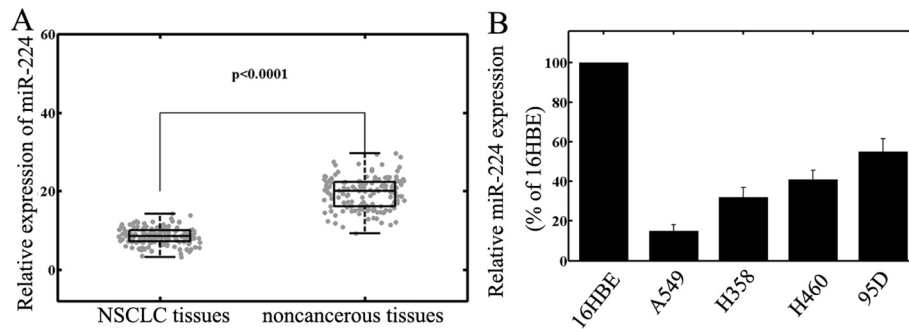 A
Relative expression of miR-224
60
40
20
0
p<0.0001
NSCLC tissues
noncancerous tissues
B
Relative miR-224 expression
(% of 16HBE)
100
80
60
40
20
0
16HBE
A549
H358
H460
95D